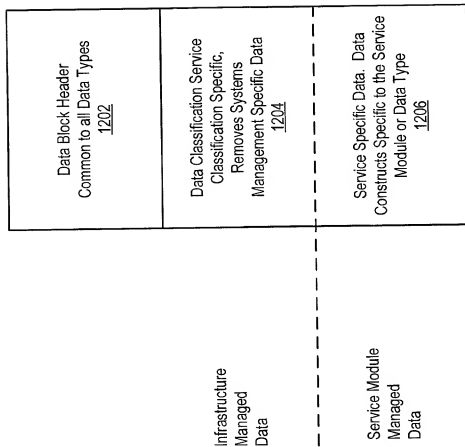 Data Block Header
Common to all Data Types
1202
Data Classification Service
Classification Specific,
Removes Systems
Management Specific Data
1204
Service Specific Data. Data
Constructs Specific to the Service
Module or Data Type
1206
Infrastructure
Managed
Data
Service Module
Managed
Data